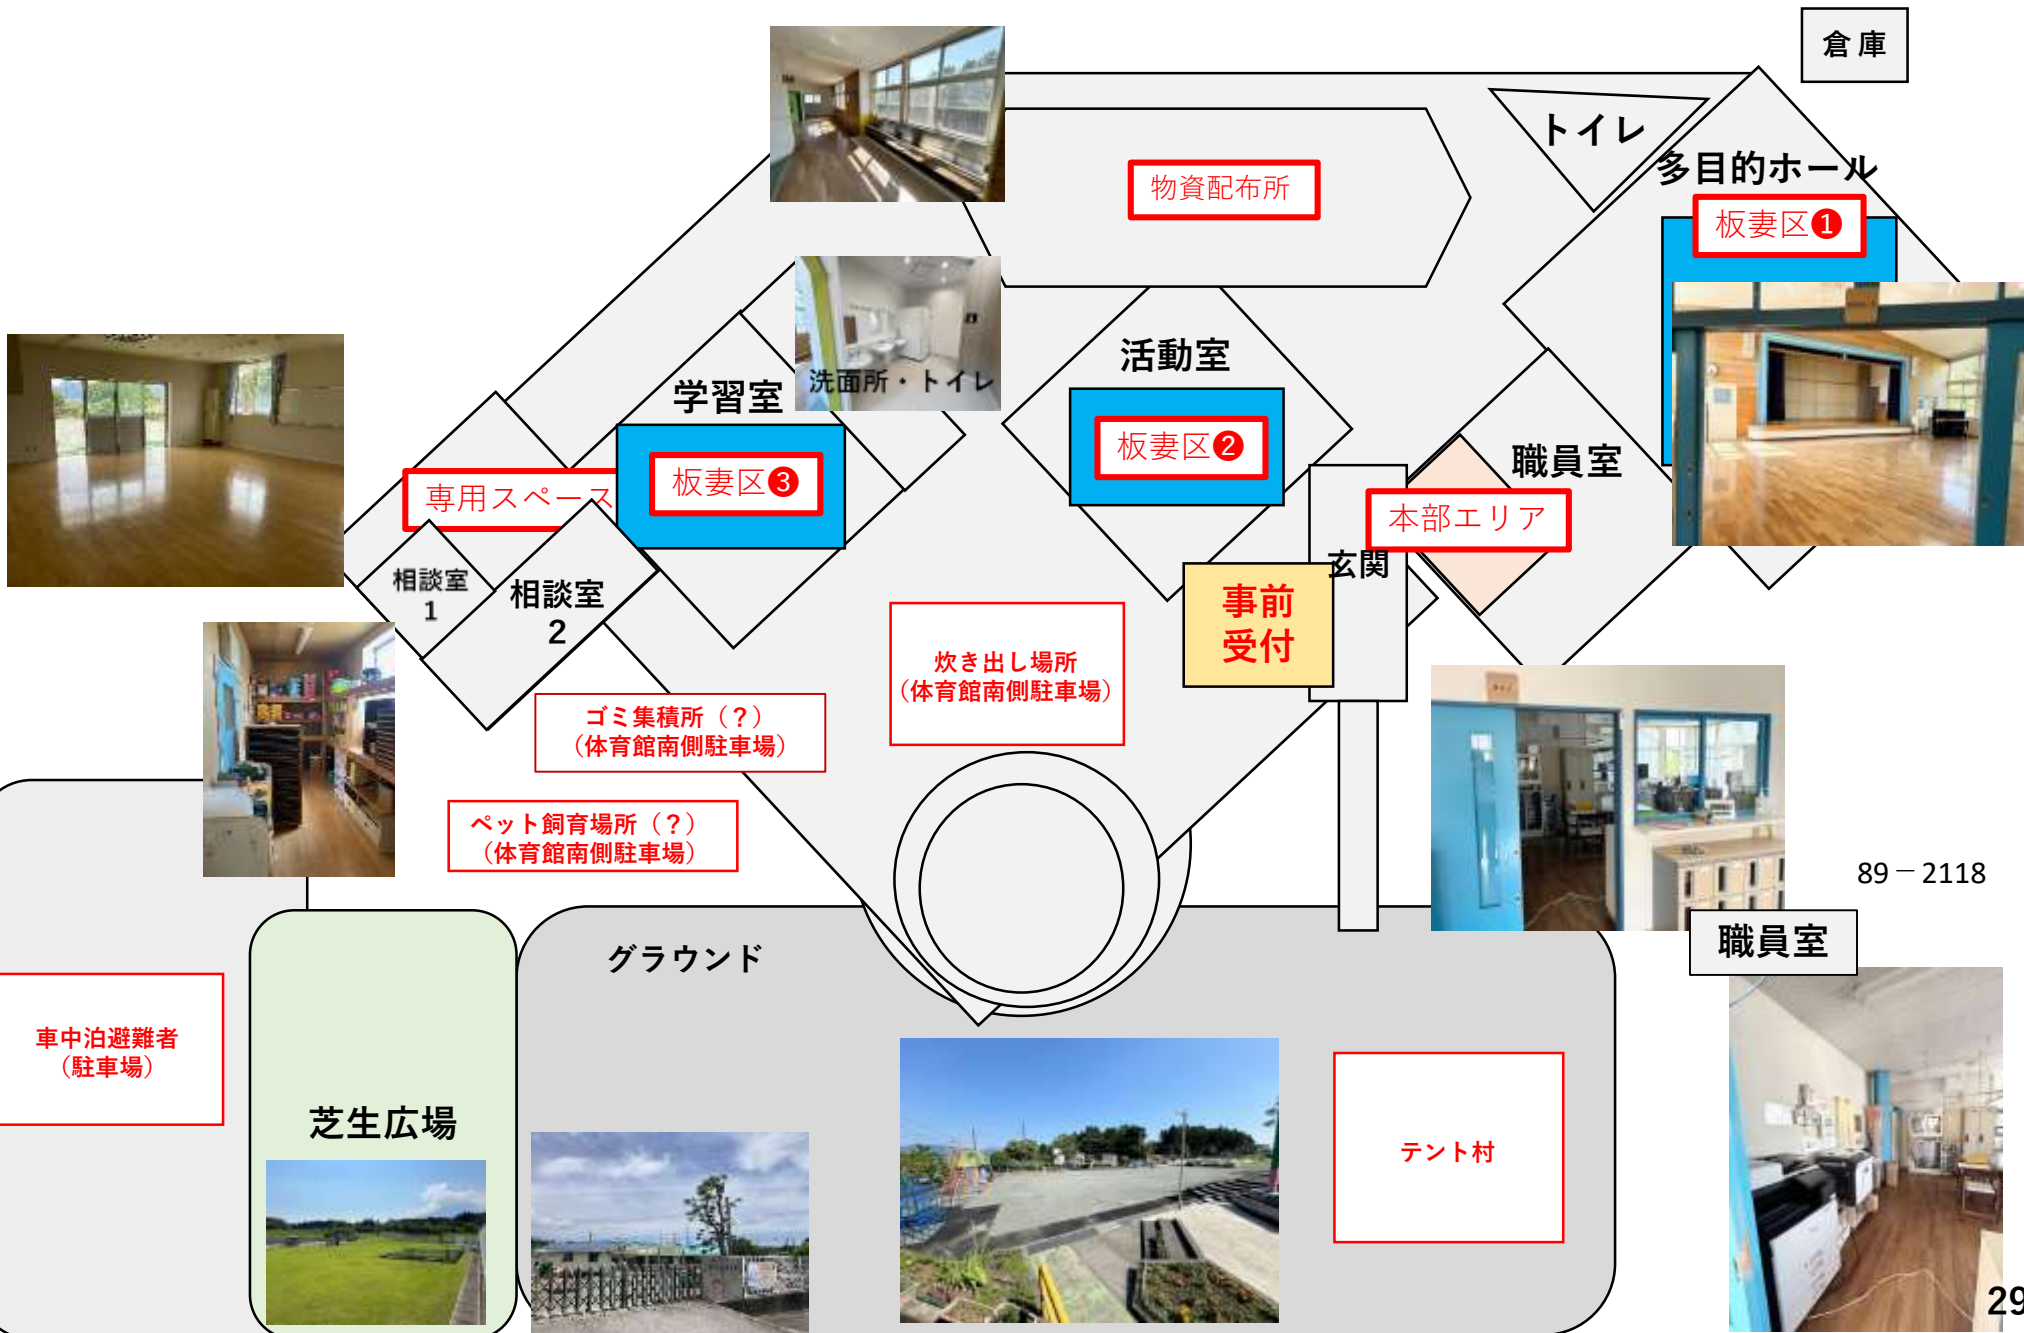 倉庫
トイレ
多目的ホール
物資配布所
板妻区❶
活動室
洗面所・トイレ
学習室
板妻区❷
職員室
板妻区❸
専用スペース
本部エリア
玄関
相談室
1
相談室
2
事前
受付
炊き出し場所
（体育館南側駐車場）
ゴミ集積所（？）
（体育館南側駐車場）
ペット飼育場所（？）
（体育館南側駐車場）
89－2118
職員室
グラウンド
車中泊避難者
（駐車場）
芝生広場
テント村
29